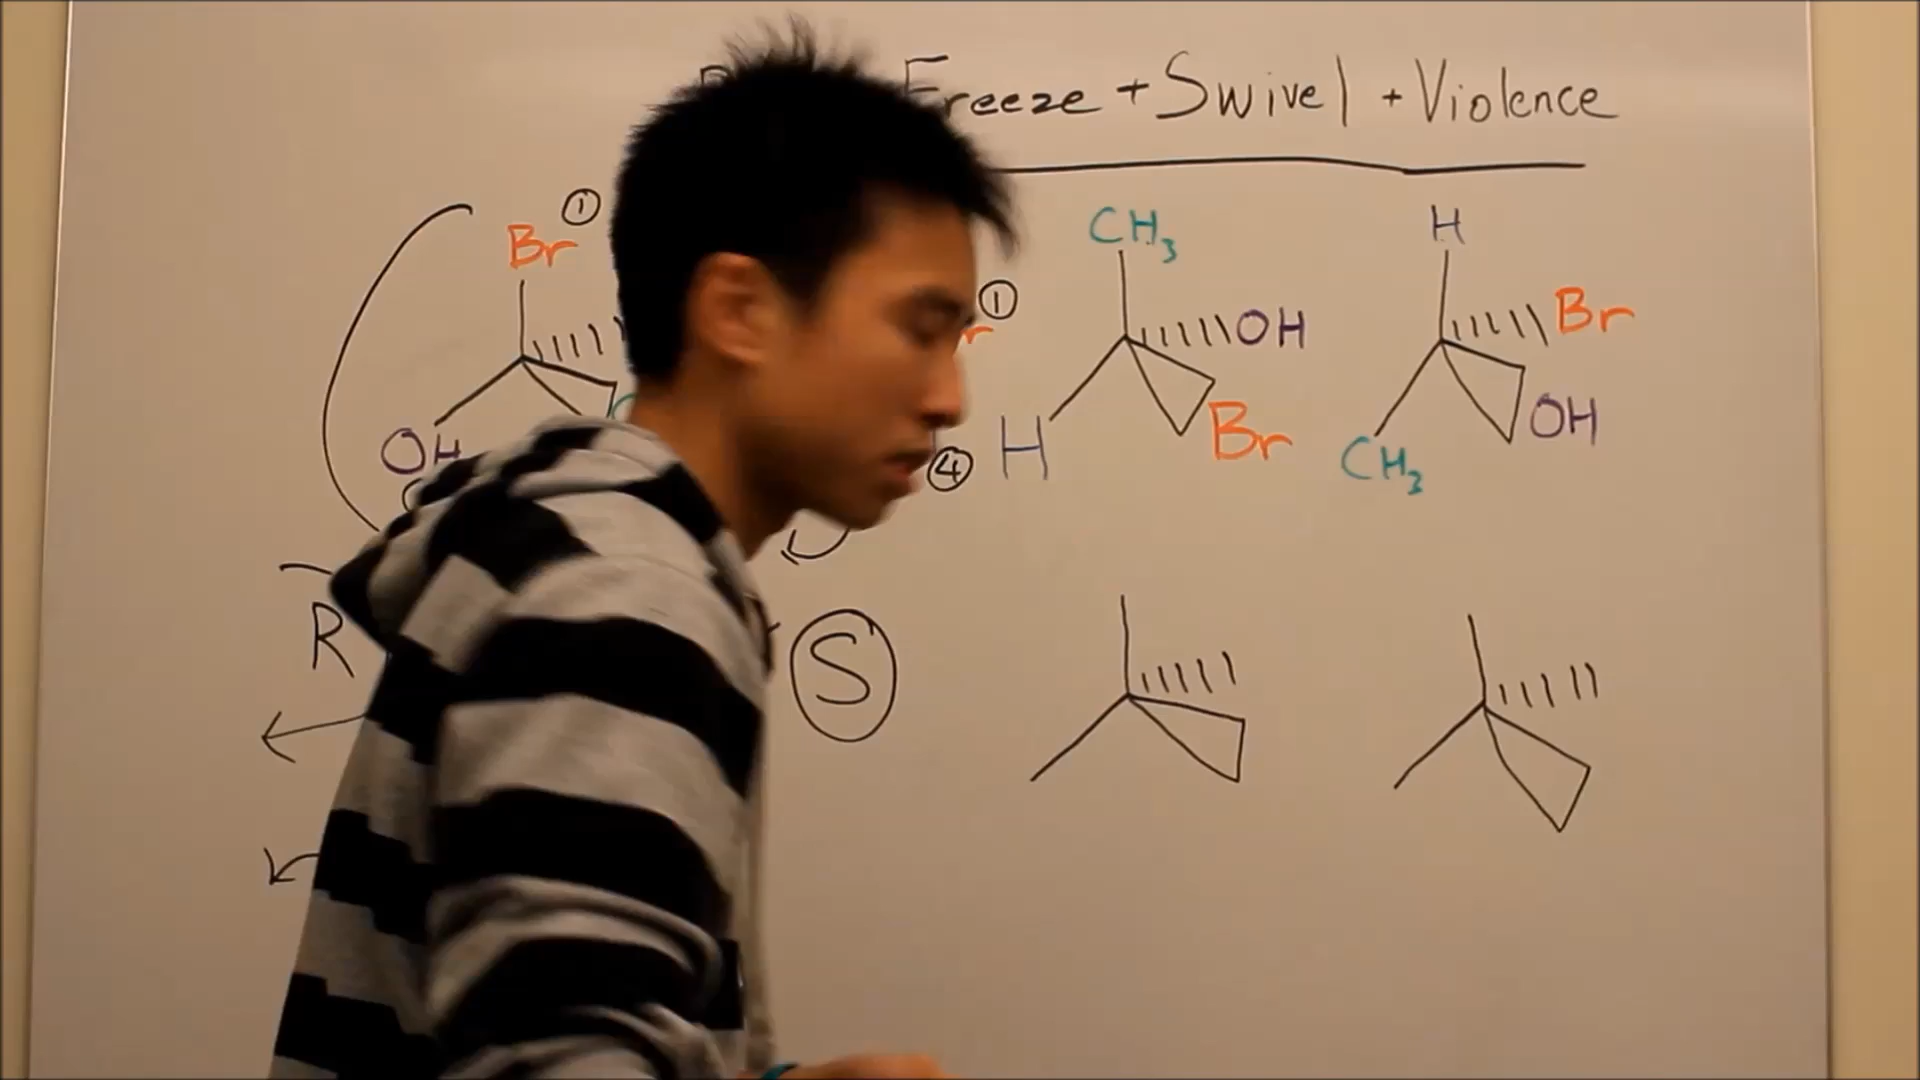 Freeze + Swivel + Violence
Br ①
OH
①
④
CH₃
OH
H
Br
H
Br
OH
CH₃
R
S